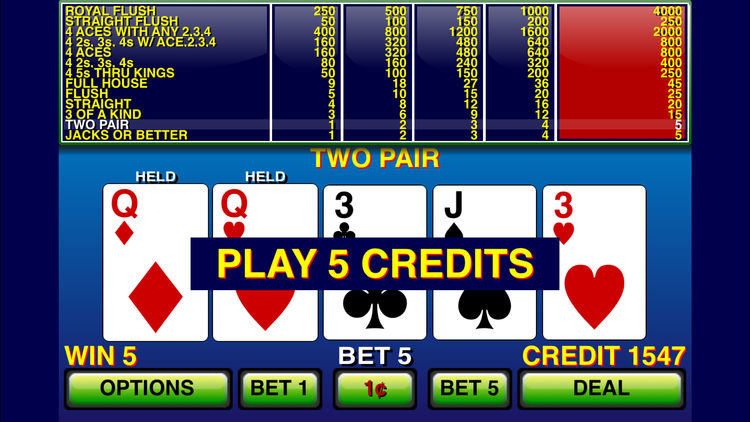 ROYAL FLUSH 250 500 750 1000 4000
STRAIGHT FLUSH 50 100 150 200 250
4 ACES WITH ANY 2,3,4 400 800 1200 1600 2000
4 2s, 3s, 4s W/ ACE,2,3,4 160 320 480 640 800
4 ACES 160 320 480 640 800
4 2s, 3s, 4s 80 160 240 320 400
4 5s THRU KINGS 50 100 150 200 250
FULL HOUSE 9 18 27 36 45
FLUSH 5 10 15 20 25
STRAIGHT 4 8 12 16 20
3 OF A KIND 3 6 9 12 15
TWO PAIR 1 2 3 4 5
JACKS OR BETTER 1 2 3 4 5
TWO PAIR
HELD HELD
Q Q 3 J 3
PLAY 5 CREDITS
WIN 5 BET 5 CREDIT 1547
OPTIONS BET 1 1¢ BET 5 DEAL